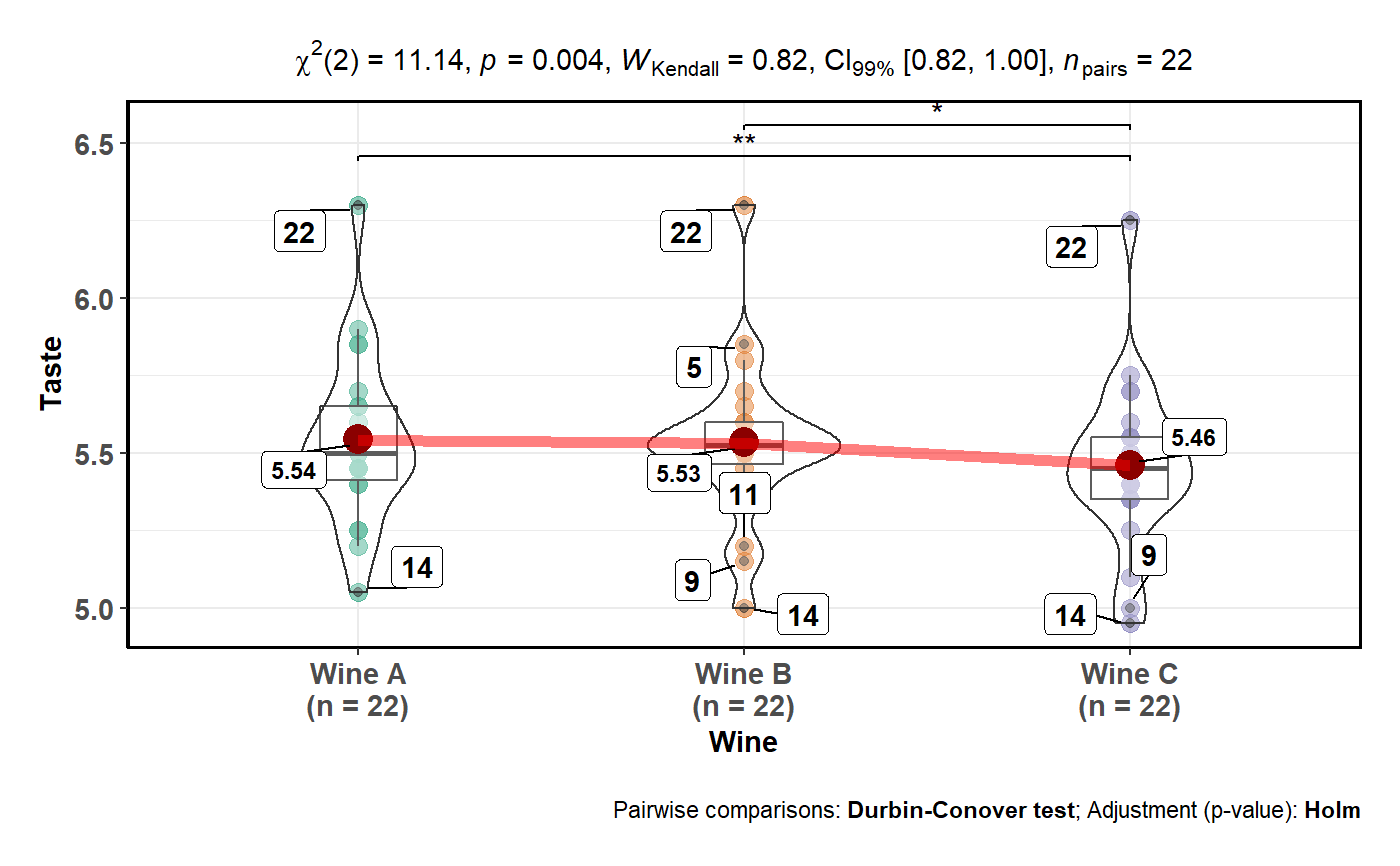 χ²(2) = 11.14, p = 0.004, W Kendall = 0.82, CI99% [0.82, 1.00], n pairs = 22
*
**
6.5
22
22
22
6.0
5
Taste
5.46
5.5
5.54
5.53
11
9
14
9
5.0
14
14
Wine A
(n = 22)
Wine B
(n = 22)
Wine C
(n = 22)
Wine
Pairwise comparisons: Durbin-Conover test; Adjustment (p-value): Holm